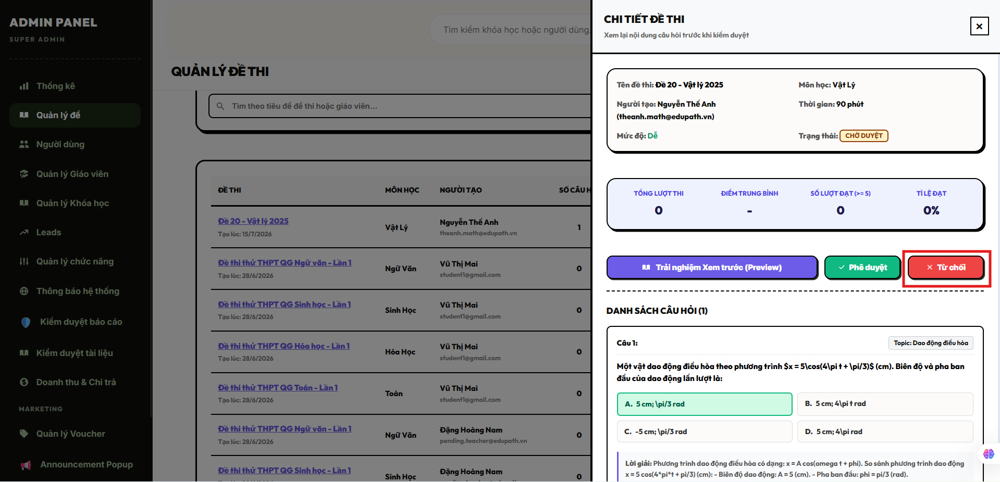 ADMIN PANEL
SUPER ADMIN
Thống kê
Quản lý đề
Người dùng
Quản lý Giáo viên
Quản lý Khóa học
Leads
Quản lý chức năng
Thông báo hệ thống
Kiểm duyệt báo cáo
Kiểm duyệt tài liệu
Doanh thu & Chi trả
MARKETING
Quản lý Voucher
Announcement Popup
Tìm kiếm khóa học hoặc người dùng.
QUẢN LÝ ĐỀ THI
Tìm theo tiêu đề đề thi hoặc giáo viên...
ĐỀ THI MÔN HỌC NGƯỜI TẠO SỐ CÂU H
Đề 20 - Vật lý 2025
Tạo lúc: 15/7/2026
Vật Lý
Nguyễn Thế Anh
theanh.math@edupath.vn
1
Đề thi thử THPT QG Ngữ văn - Lần 1
Tạo lúc: 28/6/2026
Ngữ Văn
Vũ Thị Mai
student1@gmail.com
0
Đề thi thử THPT QG Sinh học - Lần 1
Tạo lúc: 28/6/2026
Sinh Học
Vũ Thị Mai
student1@gmail.com
0
Đề thi thử THPT QG Hóa học - Lần 1
Tạo lúc: 28/6/2026
Hóa Học
Vũ Thị Mai
student1@gmail.com
0
Đề thi thử THPT QG Toán - Lần 1
Tạo lúc: 28/6/2026
Toán
Vũ Thị Mai
student1@gmail.com
0
Đề thi thử THPT QG Ngữ văn - Lần 1
Tạo lúc: 28/6/2026
Ngữ Văn
Đặng Hoàng Nam
pending.teacher@edupath.vn
0
Đề thi thử THPT QG Sinh học - Lần 1
Sinh Học
Đặng Hoàng Nam
0
CHI TIẾT ĐỀ THI
Xem lại nội dung câu hỏi trước khi kiểm duyệt
Tên đề thi: Đề 20 - Vật lý 2025
Môn học: Vật Lý
Người tạo: Nguyễn Thế Anh
(theanh.math@edupath.vn)
Thời gian: 90 phút
Mức độ: Dễ
Trạng thái: CHỜ DUYỆT
TỔNG LƯỢT THI
0
ĐIỂM TRUNG BÌNH
-
SỐ LƯỢT ĐẠT (>= 5)
0
TỈ LỆ ĐẠT
0%
Trải nghiệm Xem trước (Preview)
Phê duyệt
Từ chối
DANH SÁCH CÂU HỎI (1)
Câu 1:
Topic: Dao động điều hòa
Một vật dao động điều hòa theo phương trình $x = 5\cos(4\pi t + \pi/3)$ (cm). Biên độ và pha ban
đầu của dao động lần lượt là:
A. 5 cm; \pi/3 rad
B. 5 cm; 4\pi t rad
C. -5 cm; \pi/3 rad
D. 5 cm; 4\pi rad
Lời giải: Phương trình dao động điều hòa có dạng: x = A cos(omega t + phi). So sánh phương trình dao động
x = 5 cos(4*pi*t + pi/3) (cm): - Biên độ dao động: A = 5 (cm). - Pha ban đầu: phi = pi/3 (rad).